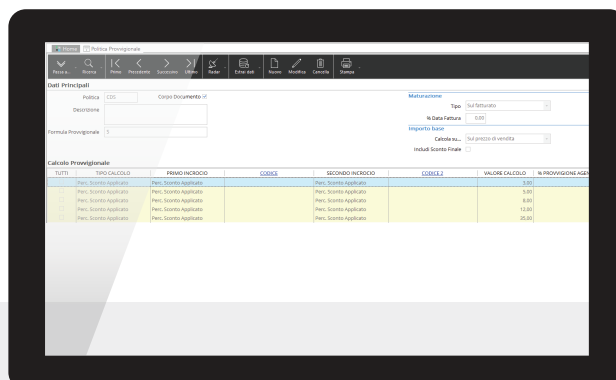 Home Politica Provvigionale
Passa a... Ricerca Primo Precedente Successivo Ultimo Radar Estrai dati Nuovo Modifica Cancella Stampa
Dati Principali
Politica CDS Corpo Documento
Descrizione
Formula Provvigionale
Maturazione
Tipo Sul fatturato
% Data Fattura 0,00
Importo base
Calcola su... Sul prezzo di vendita
Includi Sconto Finale
Calcolo Provvigionale
TUTTI TIPO CALCOLO PRIMO INCROCIO CODICE SECONDO INCROCIO CODICE 2 VALORE CALCOLO % PROVVIGIONE AGEN
Perc. Sconto Applicato Perc. Sconto Applicato Perc. Sconto Applicato 3,00
Perc. Sconto Applicato Perc. Sconto Applicato Perc. Sconto Applicato 5,00
Perc. Sconto Applicato Perc. Sconto Applicato Perc. Sconto Applicato 8,00
Perc. Sconto Applicato Perc. Sconto Applicato Perc. Sconto Applicato 12,00
Perc. Sconto Applicato Perc. Sconto Applicato Perc. Sconto Applicato 35,00